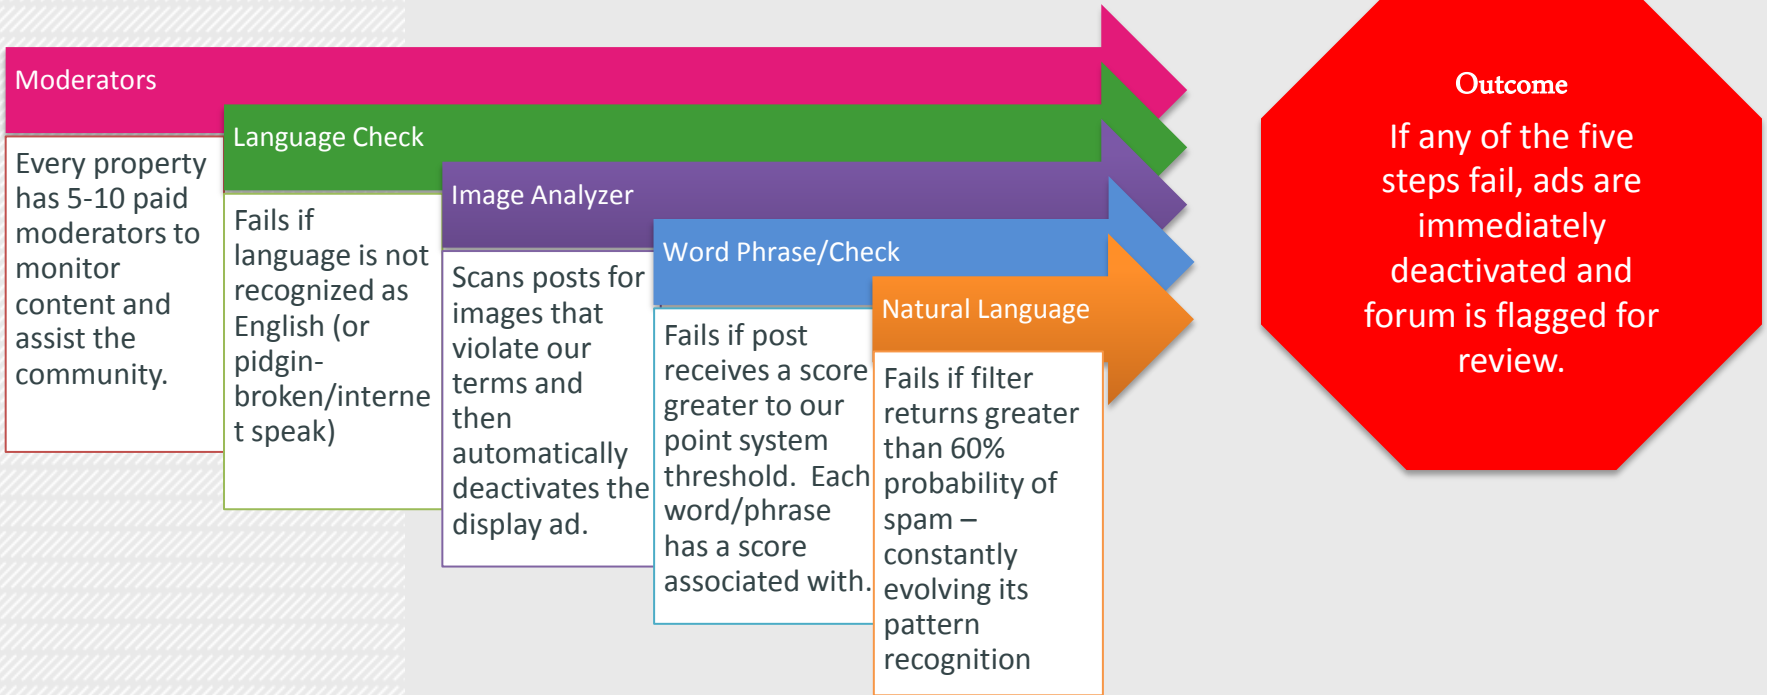 Moderators
Every property
has 5-10 paid
moderators to
monitor
content and
assist the
community.
Language Check
Fails if
language is not
recognized as
English (or
pidgin-
broken/interne
t speak)
Image Analyzer
Scans posts for
images that
violate our
terms and
then
automatically
deactivates the
display ad.
Word Phrase/Check
Fails if post
receives a score
greater to our
point system
threshold.  Each
word/phrase
has a score
associated with.
Natural Language
Fails if filter
returns greater
than 60%
probability of
spam –
constantly
evolving its
pattern
recognition
Outcome
If any of the five
steps fail, ads are
immediately
deactivated and
forum is flagged for
review.